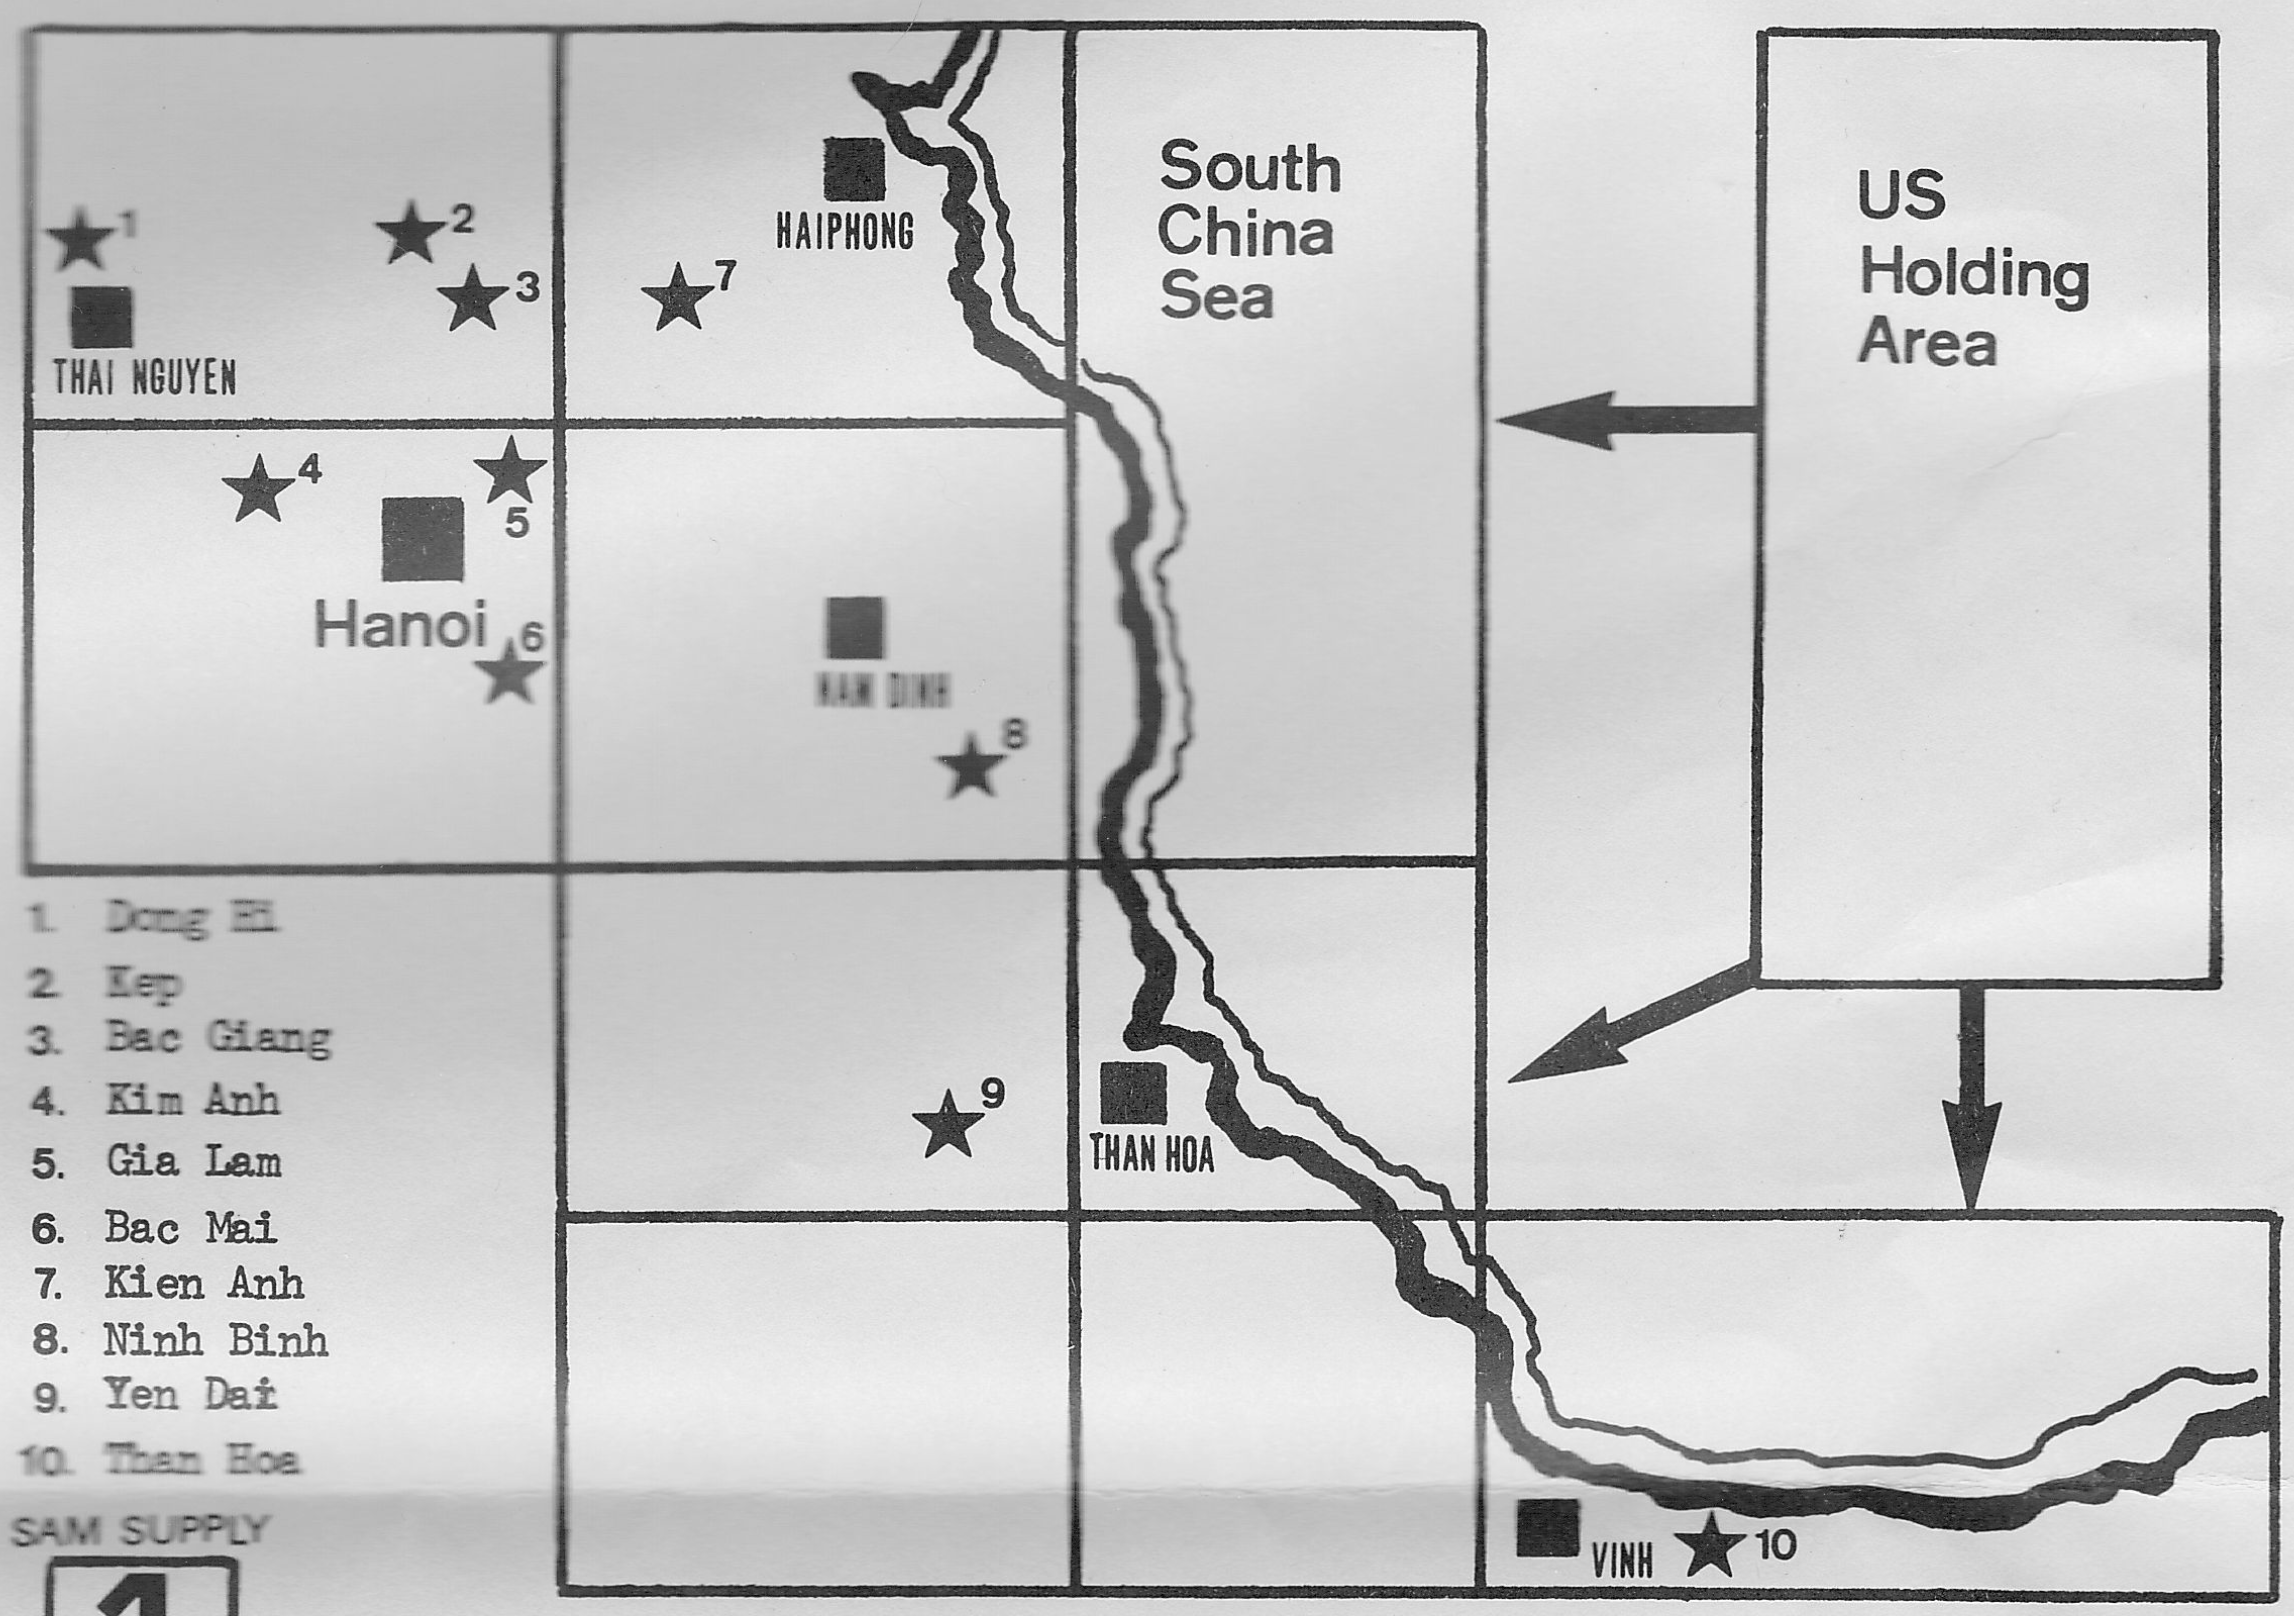 South
China
Sea
US
Holding
Area
HAIPHONG
1
2
3
7
THAI NGUYEN
4
5
Hanoi
6
NAM DINH
8
9
THAN HOA
VINH
10
1. Dong Hi
2. Kep
3. Bac Giang
4. Kim Anh
5. Gia Lam
6. Bac Mai
7. Kien Anh
8. Ninh Binh
9. Yen Dai
10. Than Hoa
SAM SUPPLY
1